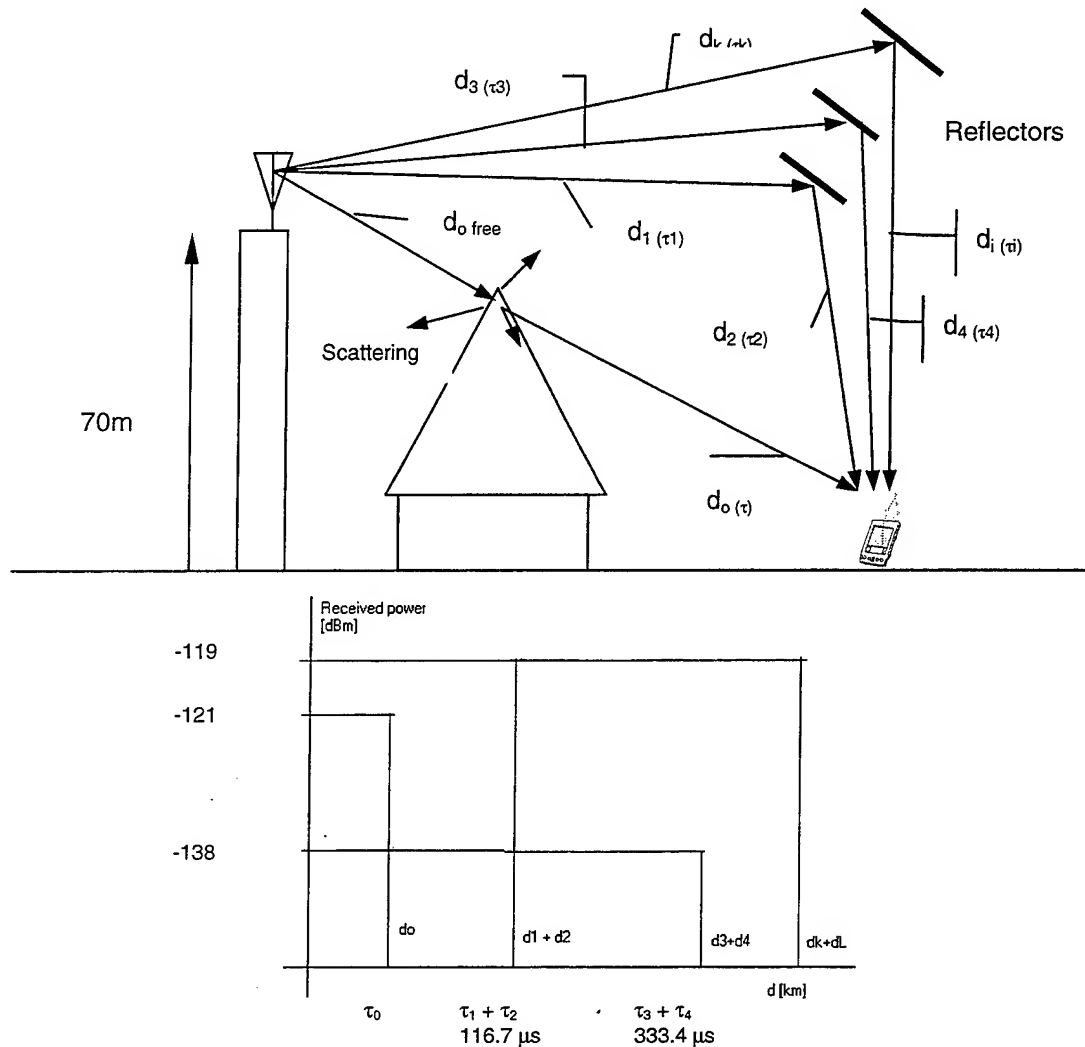 d3 (τ3)
Reflectors
do free
d1 (τ1)
di (τi)
d2 (τ2)
d4 (τ4)
Scattering
70m
do (τ)
Received power
[dBm]
-119
-121
-138
do
d1 + d2
d3+d4
dk+dL
d [km]
τ0
τ1 + τ2
τ3 + τ4
116.7 μs
333.4 μs